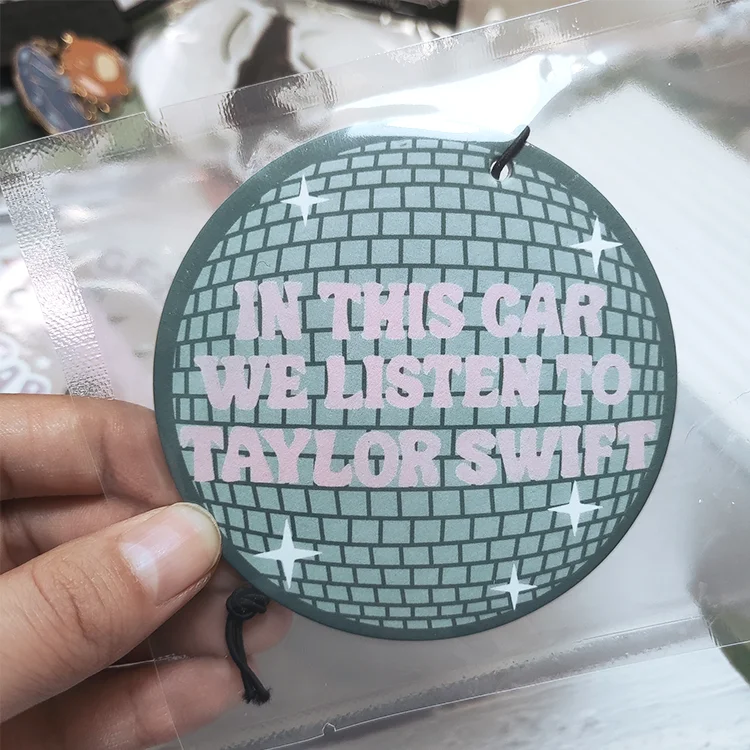 IN THIS CAR
WE LISTEN TO
TAYLOR SWIFT